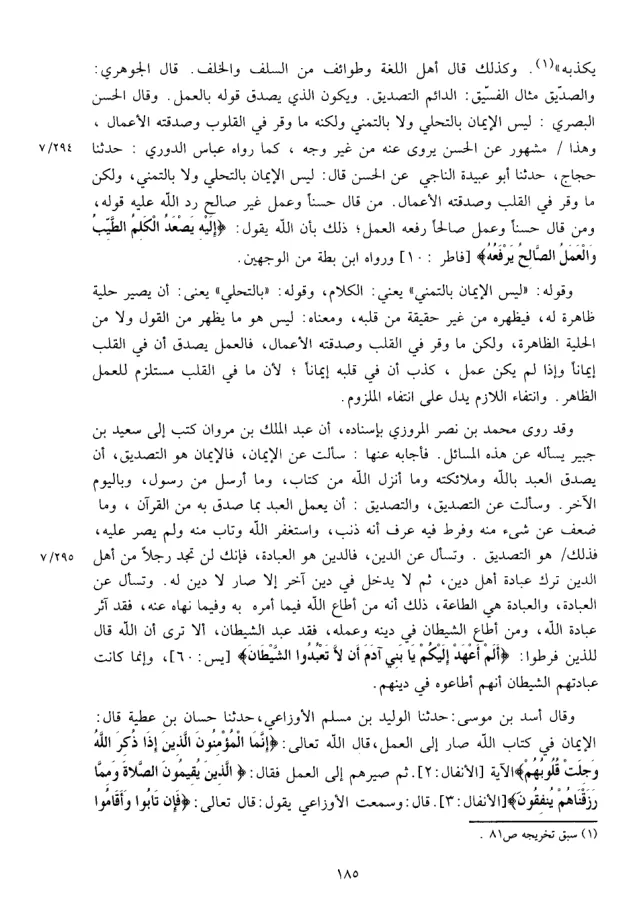 يكذبه»(١). وكذلك قال أهل اللغة وطوائف من السلف والخلف. قال الجوهري:
والصديّق مثال الفسيّق: الدائم التصديق. ويكون الذي يصدق قوله بالعمل. وقال الحسن
البصري : ليس الإيمان بالتحلي ولا بالتمني ولكنه ما وقر في القلوب وصدقته الأعمال ،
وهذا / مشهور عن الحسن يروى عنه من غير وجه ، كما رواه عباس الدوري : حدثنا
٧/٢٩٤
حجاج، حدثنا أبو عبيدة الناجي عن الحسن قال: ليس الإيمان بالتحلي ولا بالتمني، ولكن
ما وقر في القلب وصدقته الأعمال. من قال حسناً وعمل غير صالح رد الله عليه قوله،
ومن قال حسناً وعمل صالحاً رفعه العمل؛ ذلك بأن الله يقول: ﴿إِلَيْهِ يَصْعَدُ الْكَلِمُ الطَّيِّبُ
وَالْعَمَلُ الصَّالِحُ يَرْفَعُهُ﴾ [فاطر : ١٠] ورواه ابن بطة من الوجهين.
وقوله: «ليس الإيمان بالتمني» يعني: الكلام، وقوله: «بالتحلي» يعنى: أن يصير حلية
ظاهرة له، فيظهره من غير حقيقة من قلبه، ومعناه: ليس هو ما يظهر من القول ولا من
الحلية الظاهرة، ولكن ما وقر في القلب وصدقته الأعمال، فالعمل يصدق أن في القلب
إيماناً وإذا لم يكن عمل ، كذب أن في قلبه إيماناً ؛ لأن ما في القلب مستلزم للعمل
الظاهر. وانتفاء اللازم يدل على انتفاء الملزوم.
وقد روى محمد بن نصر المروزي بإسناده، أن عبد الملك بن مروان كتب إلى سعيد بن
جبير يسأله عن هذه المسائل. فأجابه عنها : سألت عن الإيمان، فالإيمان هو التصديق، أن
يصدق العبد بالله وملائكته وما أنزل الله من كتاب، وما أرسل من رسول، وباليوم
الآخر. وسألت عن التصديق، والتصديق : أن يعمل العبد بما صدق به من القرآن ، وما
ضعف عن شىء منه وفرط فيه عرف أنه ذنب، واستغفر الله وتاب منه ولم يصر عليه،
فذلك/ هو التصديق . وتسأل عن الدين، فالدين هو العبادة، فإنك لن تجد رجلاً من أهل
٧/٢٩٥
الدين ترك عبادة أهل دين، ثم لا يدخل في دين آخر إلا صار لا دين له. وتسأل عن
العبادة، والعبادة هي الطاعة، ذلك أنه من أطاع الله فيما أمره به وفيما نهاه عنه، فقد آثر
عبادة الله، ومن أطاع الشيطان في دينه وعمله، فقد عبد الشيطان، ألا ترى أن الله قال
للذين فرطوا: ﴿أَلَمْ أَعْهَدْ إِلَيْكُمْ يَا بَنِي آدَمَ أَن لاَّ تَعْبُدُوا الشَّيْطَانَ﴾ [يس:٦٠]، وإنما كانت
عبادتهم الشيطان أنهم أطاعوه في دينهم.
وقال أسد بن موسى:حدثنا الوليد بن مسلم الأوزاعي،حدثنا حسان بن عطية قال:
الإيمان في كتاب الله صار إلى العمل،قال الله تعالى:﴿إِنَّمَا الْمُؤْمِنُونَ الَّذِينَ إِذَا ذُكِرَ اللَّهُ
وَجِلَتْ قُلُوبُهُمْ﴾الآية [الأنفال:٢].ثم صيرهم إلى العمل فقال:﴿ الَّذِينَ يُقِيمُونَ الصَّلاةَ وَمِمَّا
رَزَقْنَاهُمْ يُنفِقُونَ﴾[الأنفال:٣].قال:وسمعت الأوزاعي يقول:قال تعالى:﴿فَإِن تَابُوا وَأَقَامُوا
(١) سبق تخريجه ص٨١ .
١٨٥